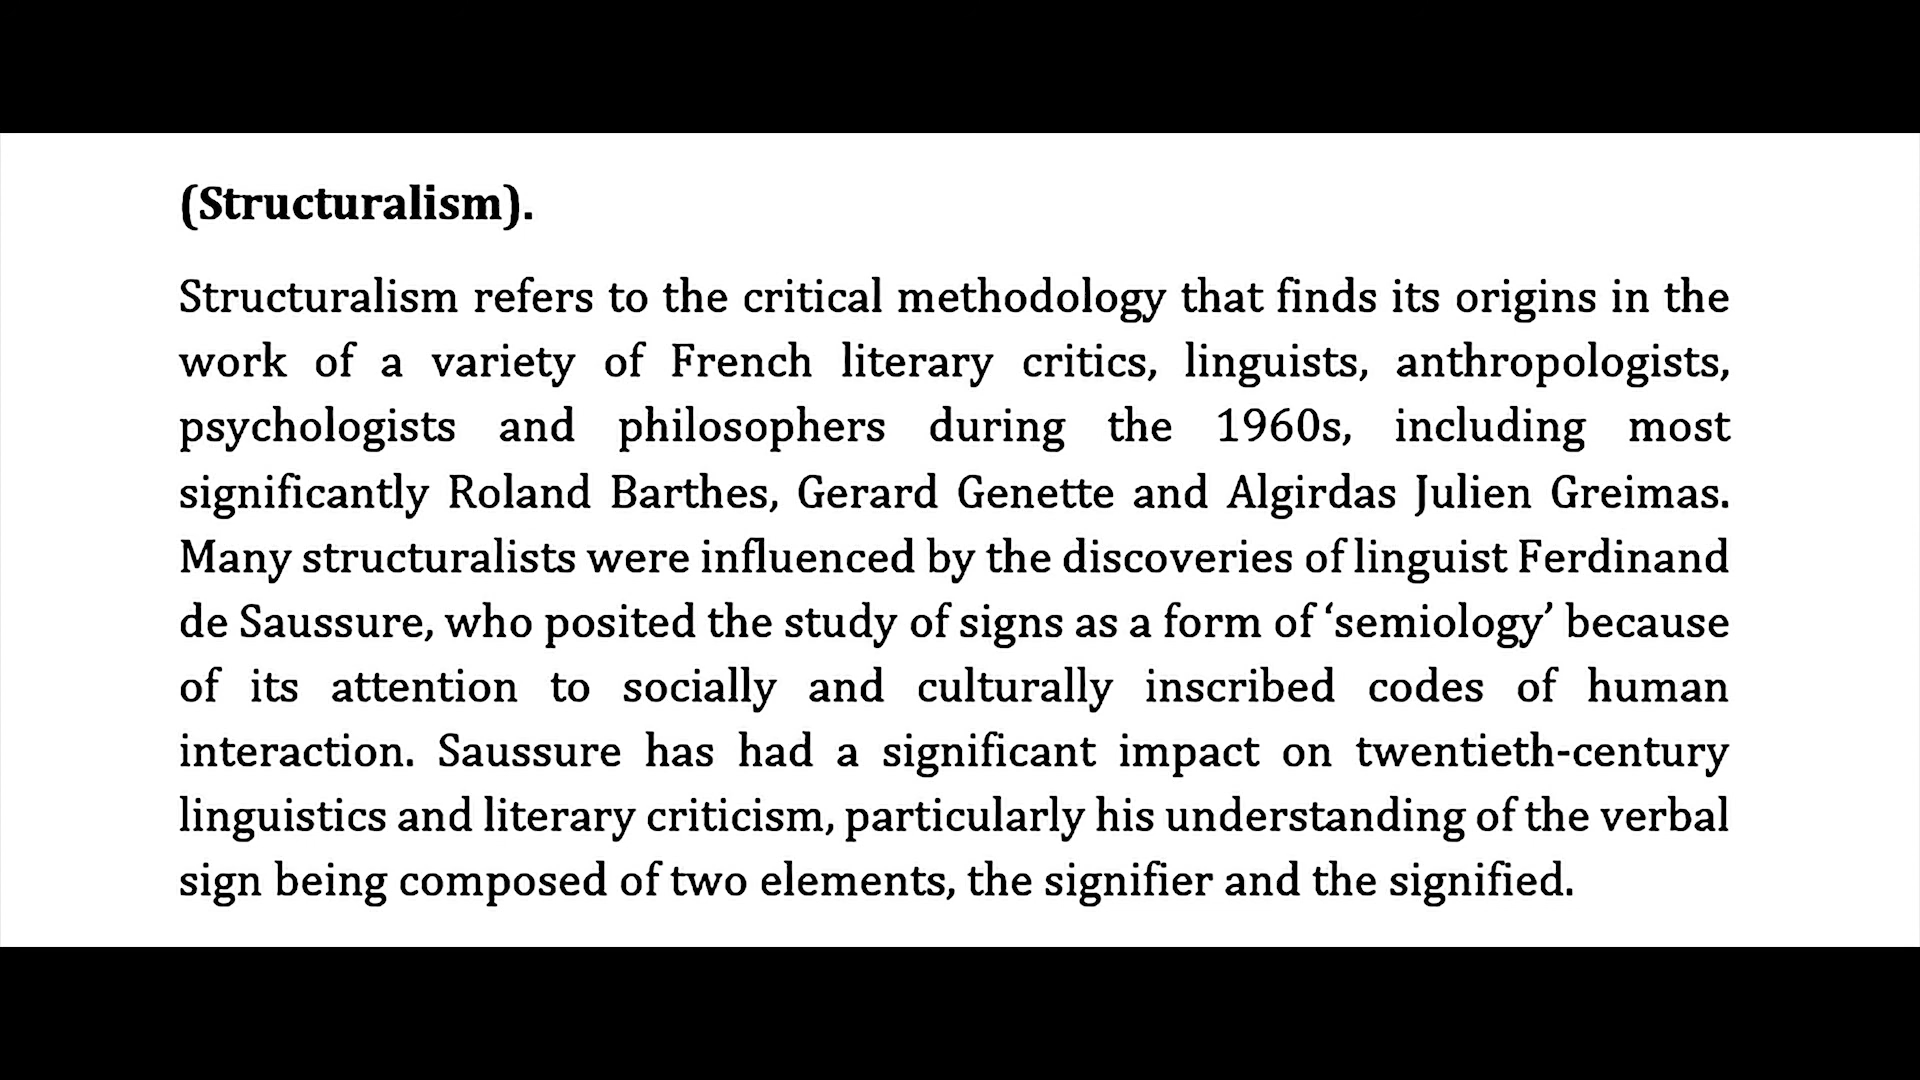 (Structuralism).
Structuralism refers to the critical methodology that finds its origins in the
work of a variety of French literary critics, linguists, anthropologists,
psychologists and philosophers during the 1960s, including most
significantly Roland Barthes, Gerard Genette and Algirdas Julien Greimas.
Many structuralists were influenced by the discoveries of linguist Ferdinand
de Saussure, who posited the study of signs as a form of ‘semiology’ because
of its attention to socially and culturally inscribed codes of human
interaction. Saussure has had a significant impact on twentieth-century
linguistics and literary criticism, particularly his understanding of the verbal
sign being composed of two elements, the signifier and the signified.